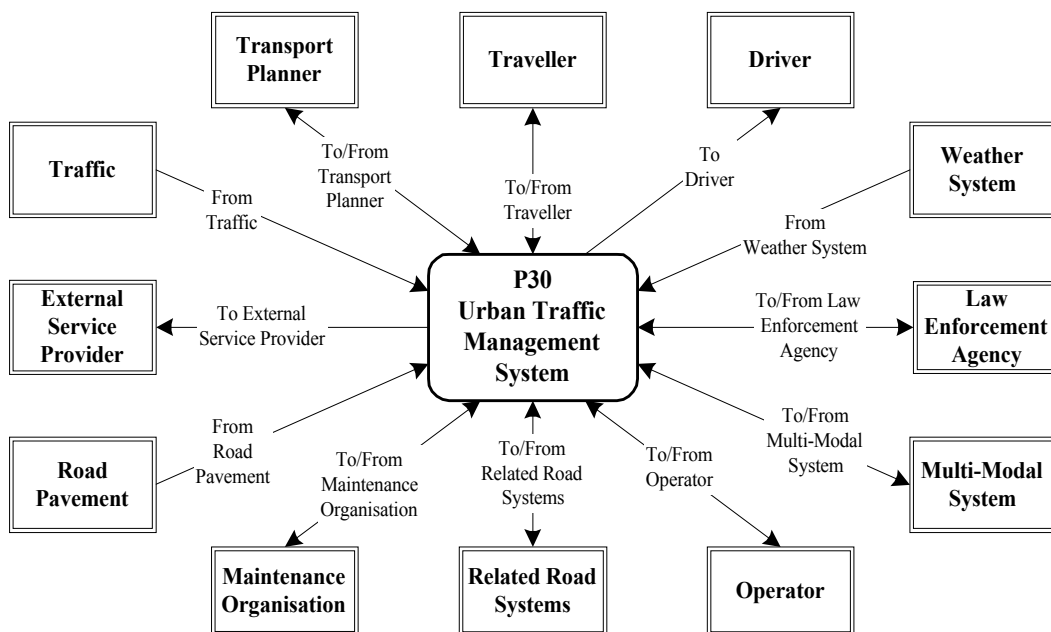 Transport
Planner
Traveller
Driver
Traffic
To/From
Transport
Planner
To
Driver
Weather
System
From
Traffic
To/From
Traveller
From
Weather System
External
Service
Provider
To External
Service Provider
P30
Urban Traffic
Management
System
To/From Law
Enforcement
Agency
Law
Enforcement
Agency
From
Road
Pavement
To/From
Multi-Modal
System
Road
Pavement
To/From
Maintenance
Organisation
To/From
Related Road
Systems
To/From
Operator
Multi-Modal
System
Maintenance
Organisation
Related Road
Systems
Operator